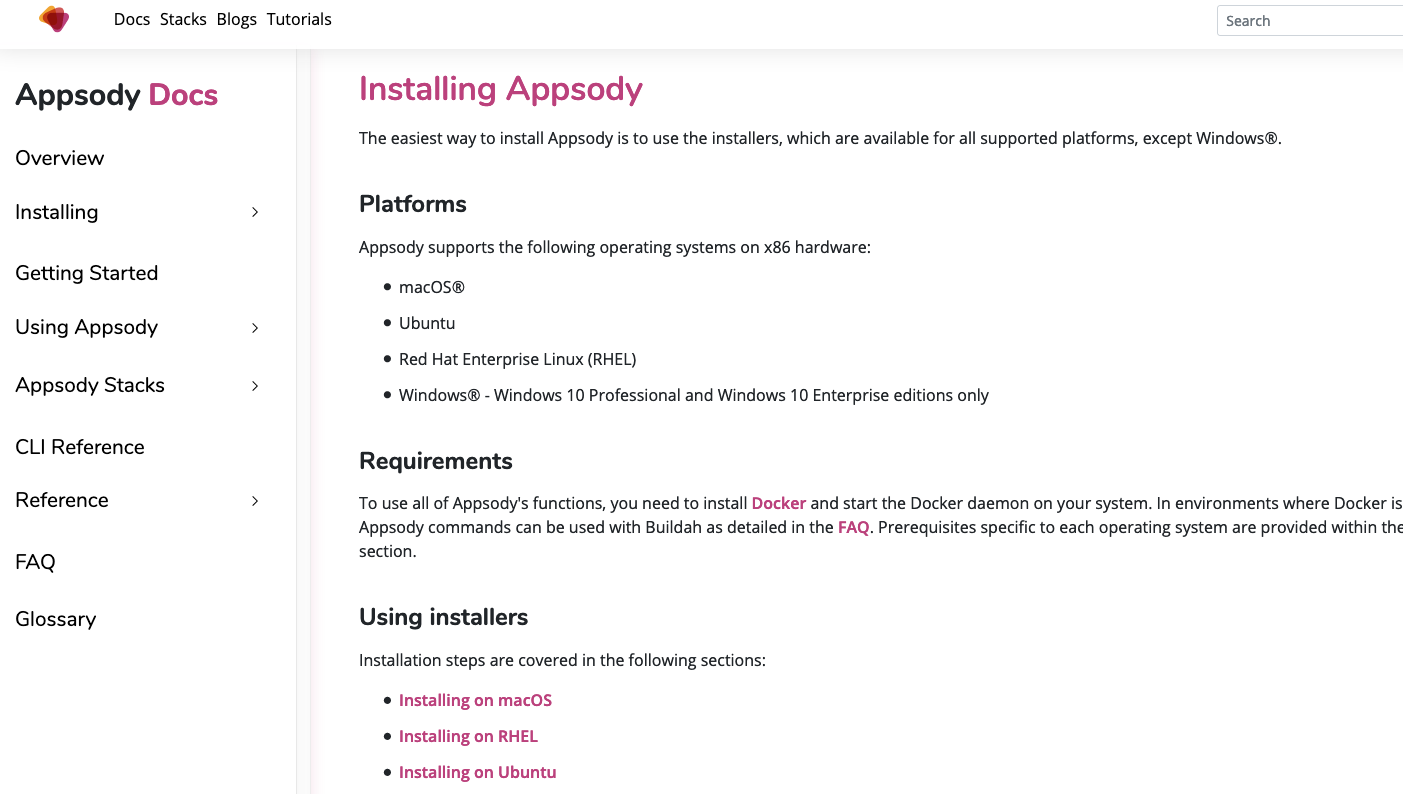 Docs Stacks Blogs Tutorials
Search
Appsody Docs
Overview
Installing
Getting Started
Using Appsody
Appsody Stacks
CLI Reference
Reference
FAQ
Glossary
Installing Appsody
The easiest way to install Appsody is to use the installers, which are available for all supported platforms, except Windows®.
Platforms
Appsody supports the following operating systems on x86 hardware:
macOS®
Ubuntu
Red Hat Enterprise Linux (RHEL)
Windows® - Windows 10 Professional and Windows 10 Enterprise editions only
Requirements
To use all of Appsody's functions, you need to install Docker and start the Docker daemon on your system. In environments where Docker is
Appsody commands can be used with Buildah as detailed in the FAQ. Prerequisites specific to each operating system are provided within the
section.
Using installers
Installation steps are covered in the following sections:
Installing on macOS
Installing on RHEL
Installing on Ubuntu